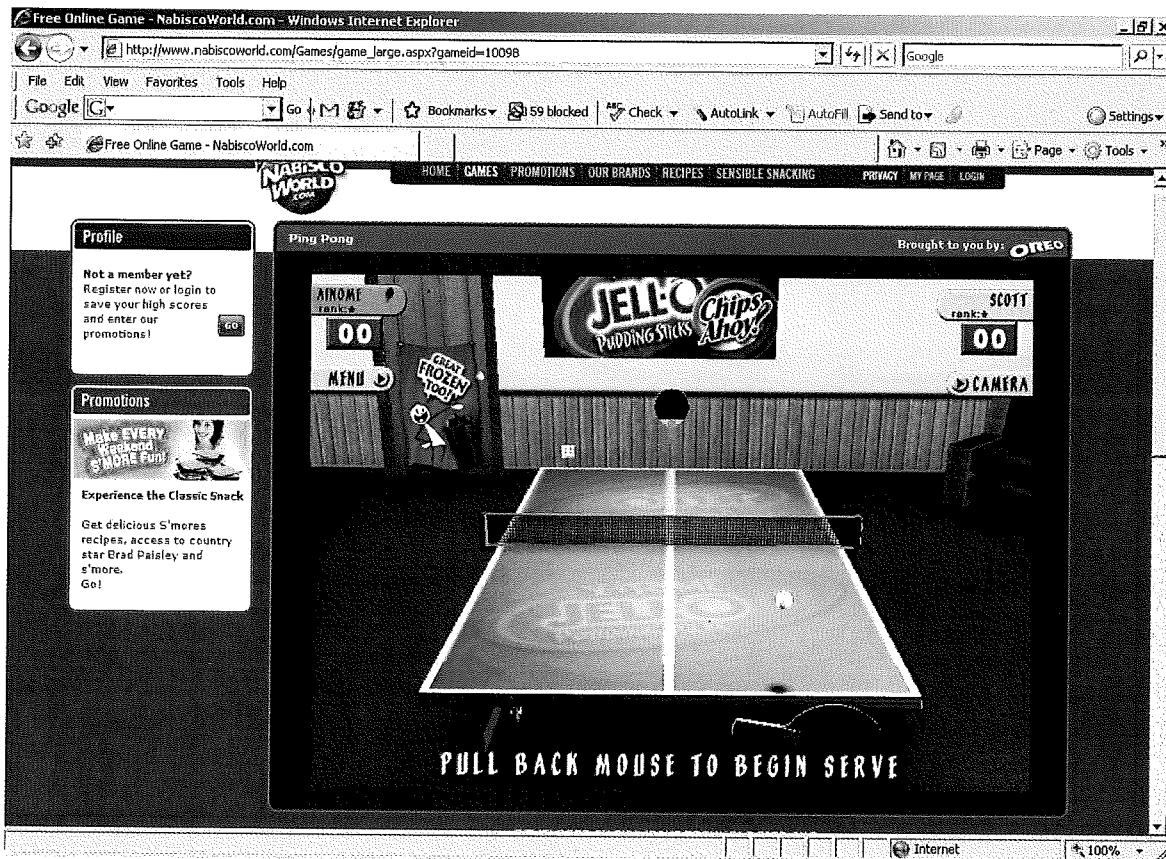 Free Online Game - NabiscoWorld.com - Windows Internet Explorer
http://www.nabiscoworld.com/Games/game_large.aspx?gameid=10098
Google
File Edit View Favorites Tools Help
Google G Go Bookmarks 159 blocked Check AutoLink AutoFill Send to Settings
Free Online Game - NabiscoWorld.com
Page Tools
NABISCO WORLD .COM
HOME GAMES PROMOTIONS OUR BRANDS RECIPES SENSIBLE SNACKING PRIVACY MY PAGE LOGIN
Profile
Not a member yet?
Register now or login to
save your high scores
and enter our
promotions!
GO
Promotions
Make EVERY
Weekend
S'MORE Fun!
Experience the Classic Snack
Get delicious S'mores
recipes, access to country
star Brad Paisley and
s'more.
Go!
Ping Pong
Brought to you by: OREO
AINOME
rank:★
00
MENU
GREAT
FROZEN
TOO!
JELL-O
PUDDING STICKS
Chips
Ahoy!
SCOTT
rank:★
00
CAMERA
JELL-O
PULL BACK MOUSE TO BEGIN SERVE
Internet
100%